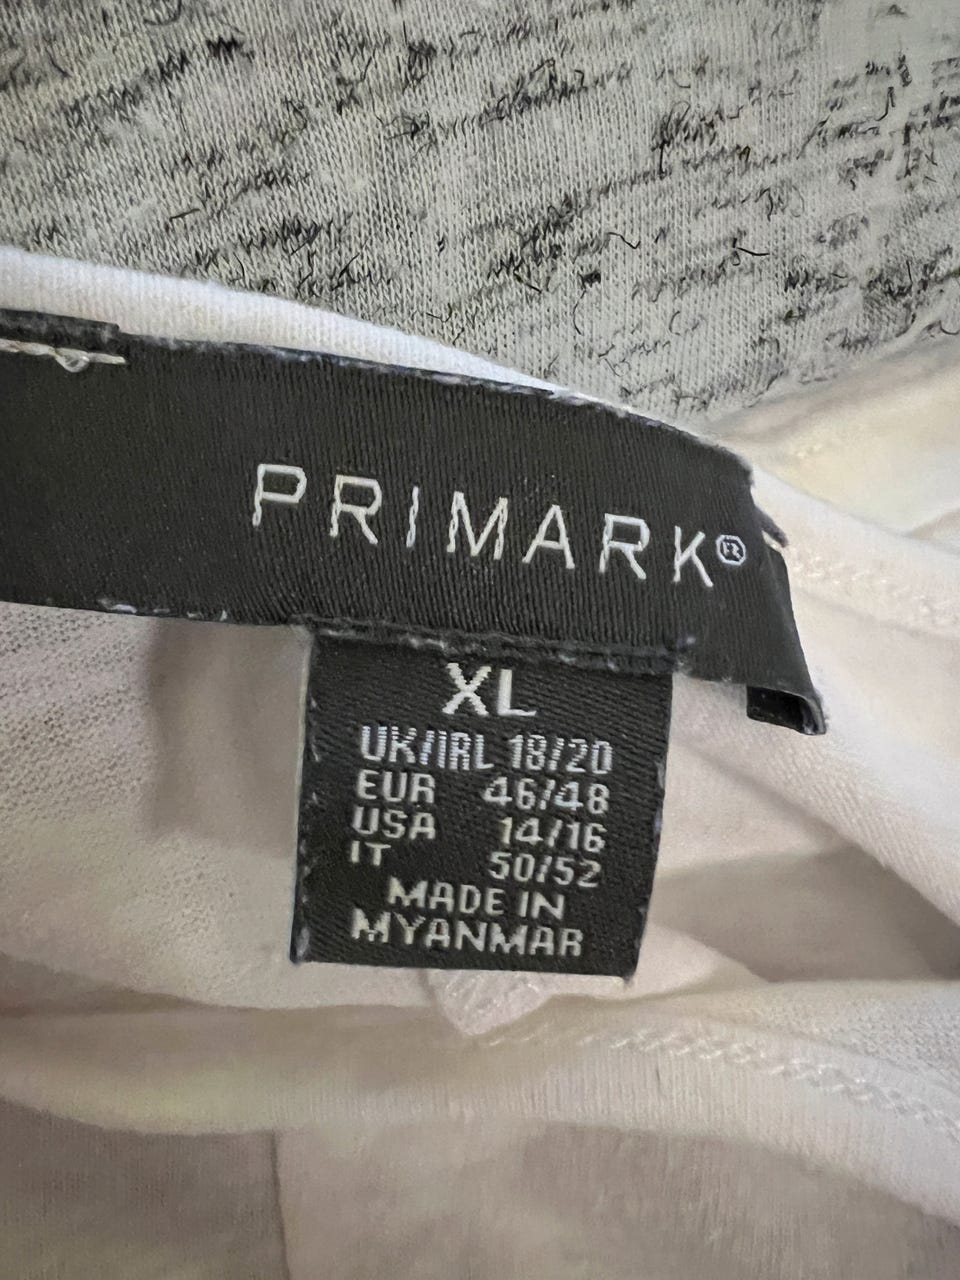 PRIMARK®
XL
UK/IRL 18/20
EUR 46/48
USA 14/16
IT 50/52
MADE IN
MYANMAR